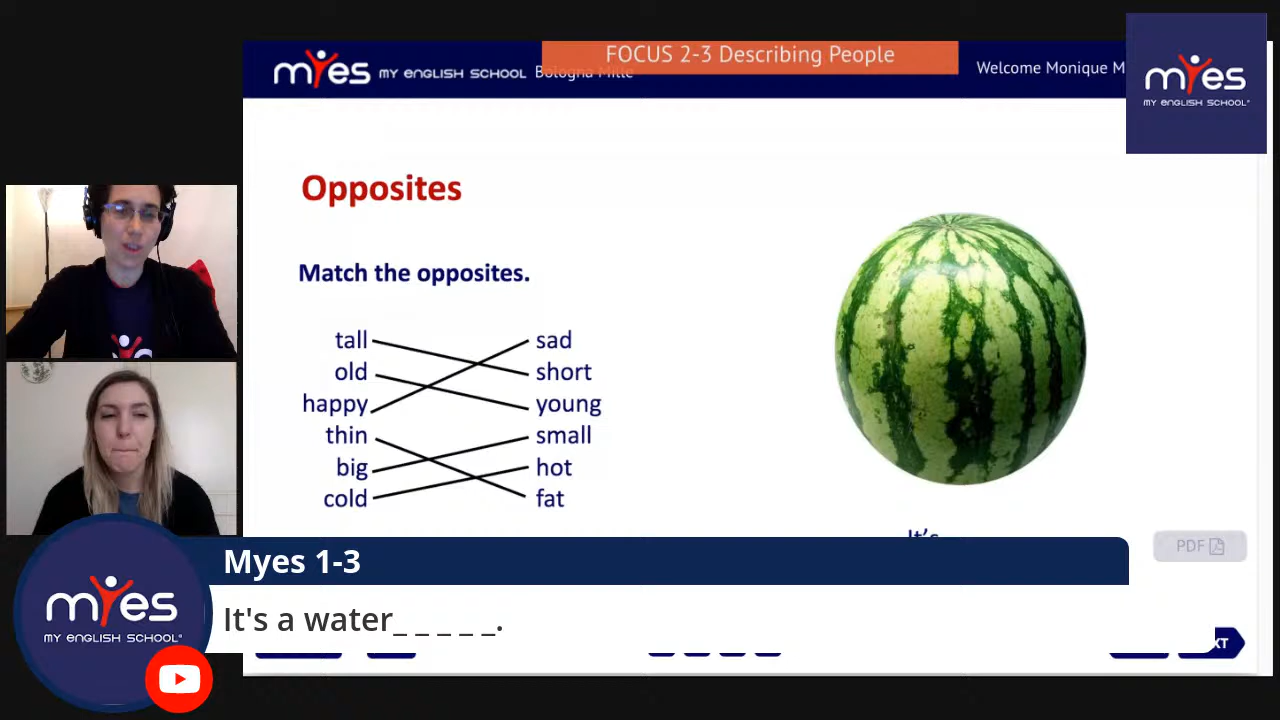 FOCUS 2-3 Describing People
myes MY ENGLISH SCHOOL Bologna Mille
Welcome Monique M
myes
MY ENGLISH SCHOOL
Opposites
Match the opposites.
tall sad
old short
happy young
thin small
big hot
cold fat
It's
PDF
Myes 1-3
It's a water_ _ _ _ _.
myes
MY ENGLISH SCHOOL
XT